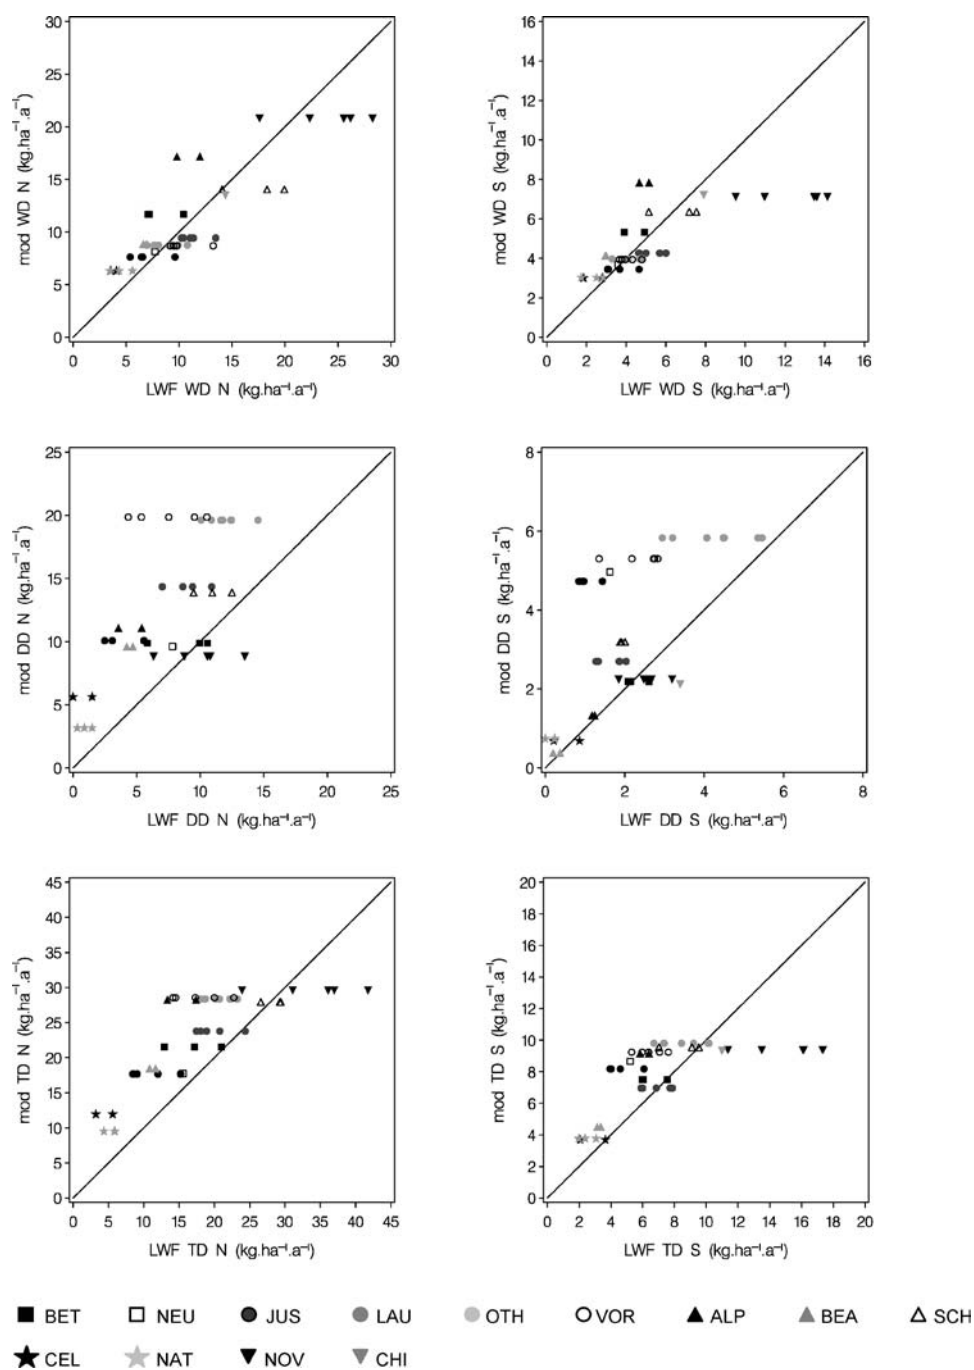 30
25
20
15
10
5
0
mod WD N (kg.ha⁻¹.a⁻¹)
0 5 10 15 20 25 30
LWF WD N (kg.ha⁻¹.a⁻¹)
16
14
12
10
8
6
4
2
0
mod WD S (kg.ha⁻¹.a⁻¹)
0 2 4 6 8 10 12 14 16
LWF WD S (kg.ha⁻¹.a⁻¹)
25
20
15
10
5
0
mod DD N (kg.ha⁻¹.a⁻¹)
0 5 10 15 20 25
LWF DD N (kg.ha⁻¹.a⁻¹)
8
6
4
2
0
mod DD S (kg.ha⁻¹.a⁻¹)
0 2 4 6 8
LWF DD S (kg.ha⁻¹.a⁻¹)
45
40
35
30
25
20
15
10
5
0
mod TD N (kg.ha⁻¹.a⁻¹)
0 5 10 15 20 25 30 35 40 45
LWF TD N (kg.ha⁻¹.a⁻¹)
20
18
16
14
12
10
8
6
4
2
0
mod TD S (kg.ha⁻¹.a⁻¹)
0 2 4 6 8 10 12 14 16 18 20
LWF TD S (kg.ha⁻¹.a⁻¹)
BET NEU JUS LAU OTH VOR ALP BEA SCH
CEL NAT NOV CHI